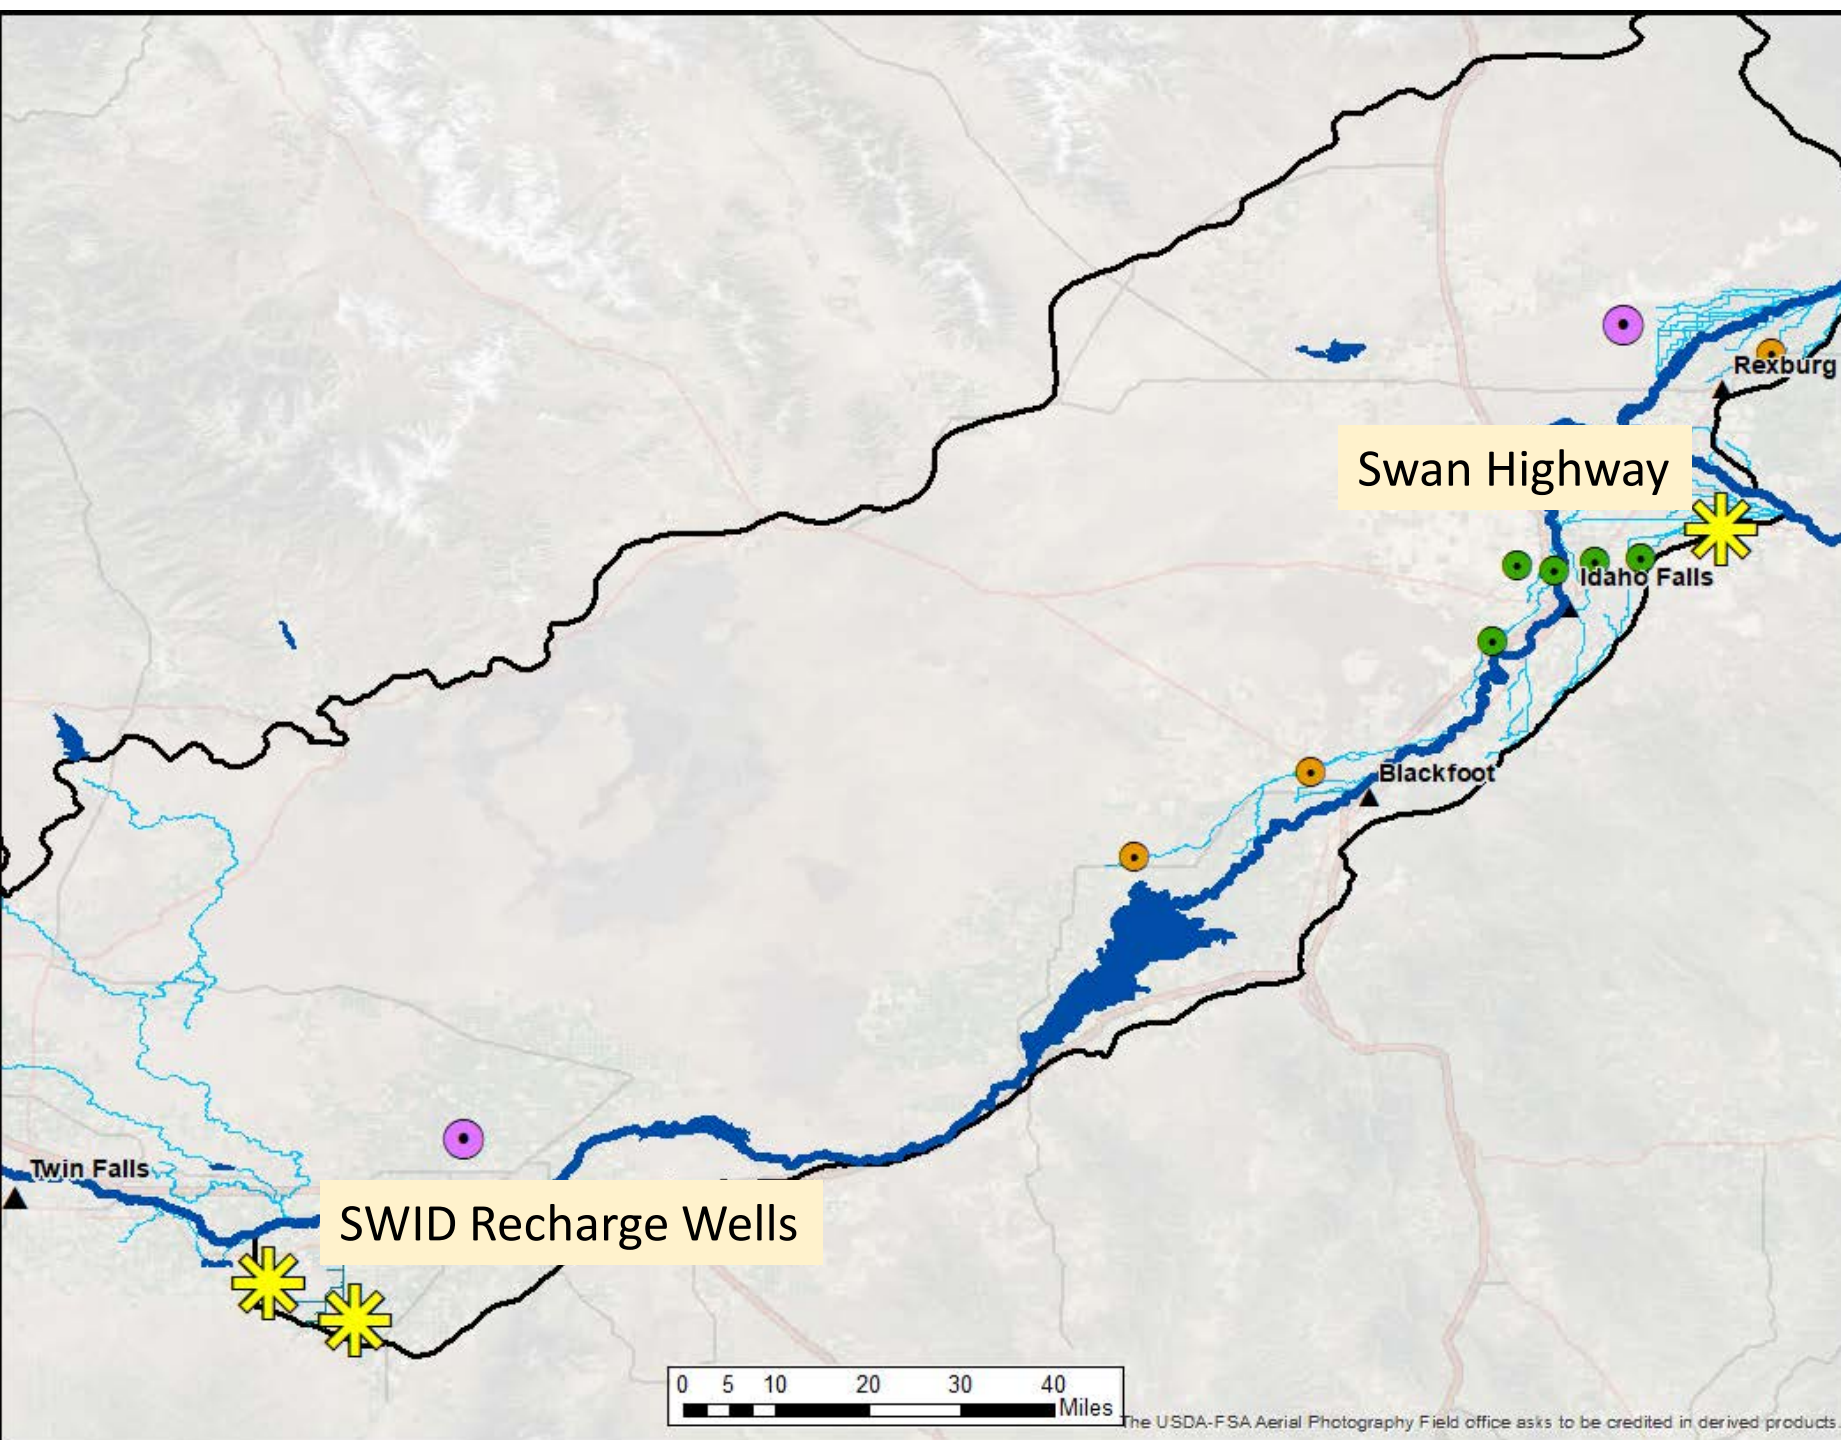 Rexburg
Swan Highway
Idaho Falls
Blackfoot
Twin Falls
SWID Recharge Wells
0 5 10 20 30 40
Miles
The USDA-FSA Aerial Photography Field office asks to be credited in derived products.